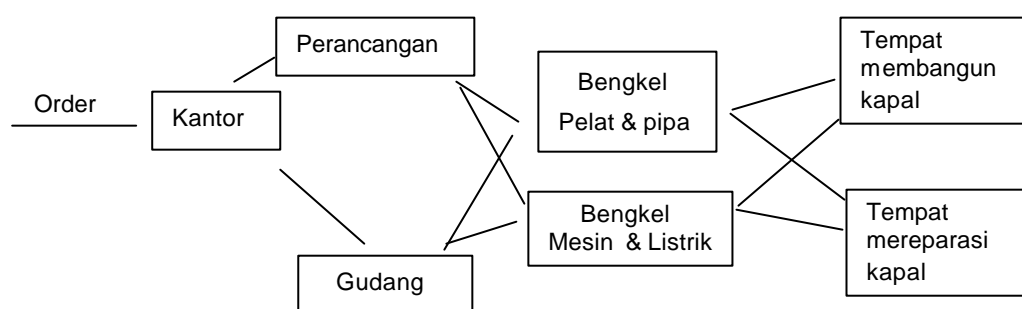 Order
Kantor
Perancangan
Gudang
Bengkel
Pelat & pipa
Bengkel
Mesin & Listrik
Tempat
membangun
kapal
Tempat
mereparasi
kapal